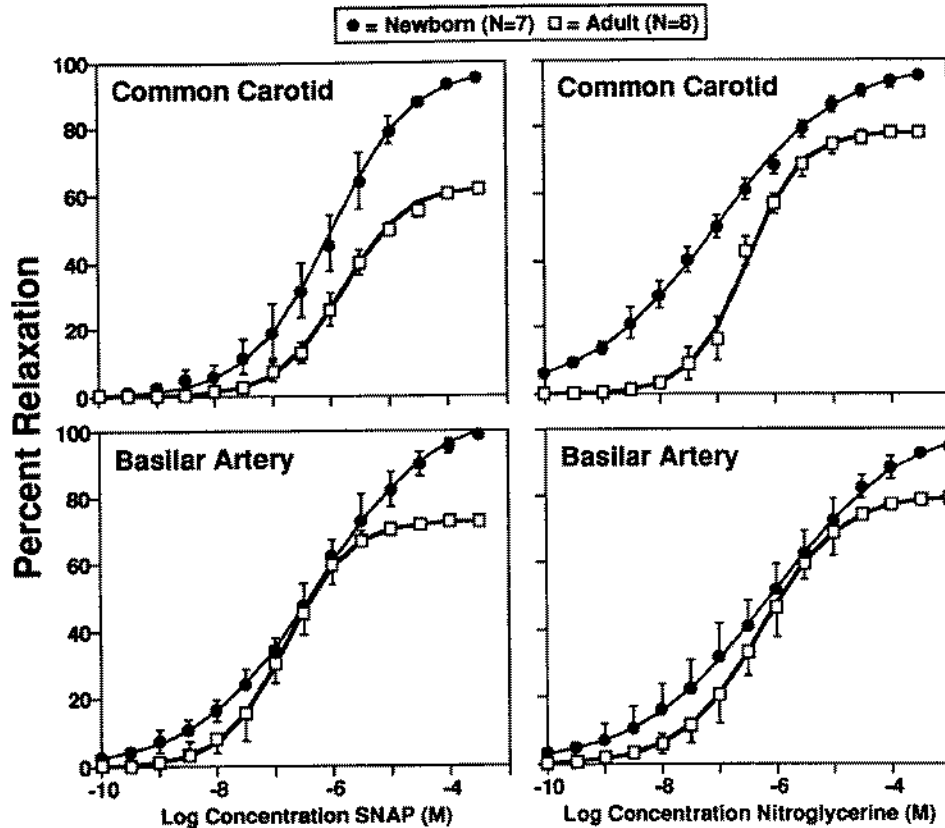 ● = Newborn (N=7) □ = Adult (N=8)
100
80
60
40
20
0
Common Carotid
Common Carotid
Percent Relaxation
100
80
60
40
20
0
Basilar Artery
Basilar Artery
-10 -8 -6 -4
-10 -8 -6 -4
Log Concentration SNAP (M)
Log Concentration Nitroglycerine (M)